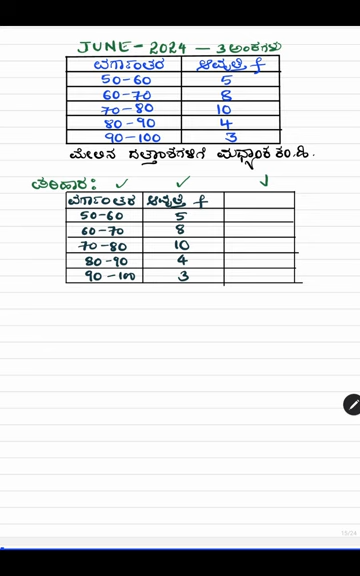 JUNE - 2024 - 3 ಅಂಕಗಳು
ವರ್ಗಾಂತರ ಆವೃತ್ತಿ f
50-60 5
60-70 8
70-80 10
80-90 4
90-100 3
ಮೇಲಿನ ದತ್ತಾಂಶಗಳಿಗೆ ಮಧ್ಯಾಂಕ ಕಂ.ಹಿ.
ಪರಿಹಾರ:
ವರ್ಗಾಂತರ ಆವೃತ್ತಿ f
50-60 5
60-70 8
70-80 10
80-90 4
90-100 3
15/24